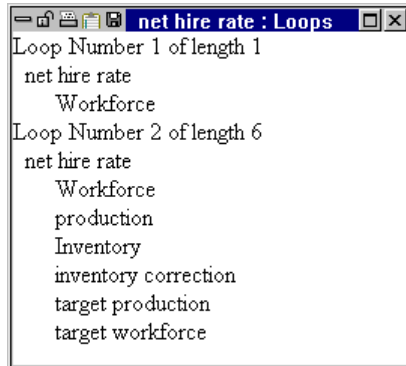 net hire rate : Loops
Loop Number 1 of length 1
net hire rate
Workforce
Loop Number 2 of length 6
net hire rate
Workforce
production
Inventory
inventory correction
target production
target workforce